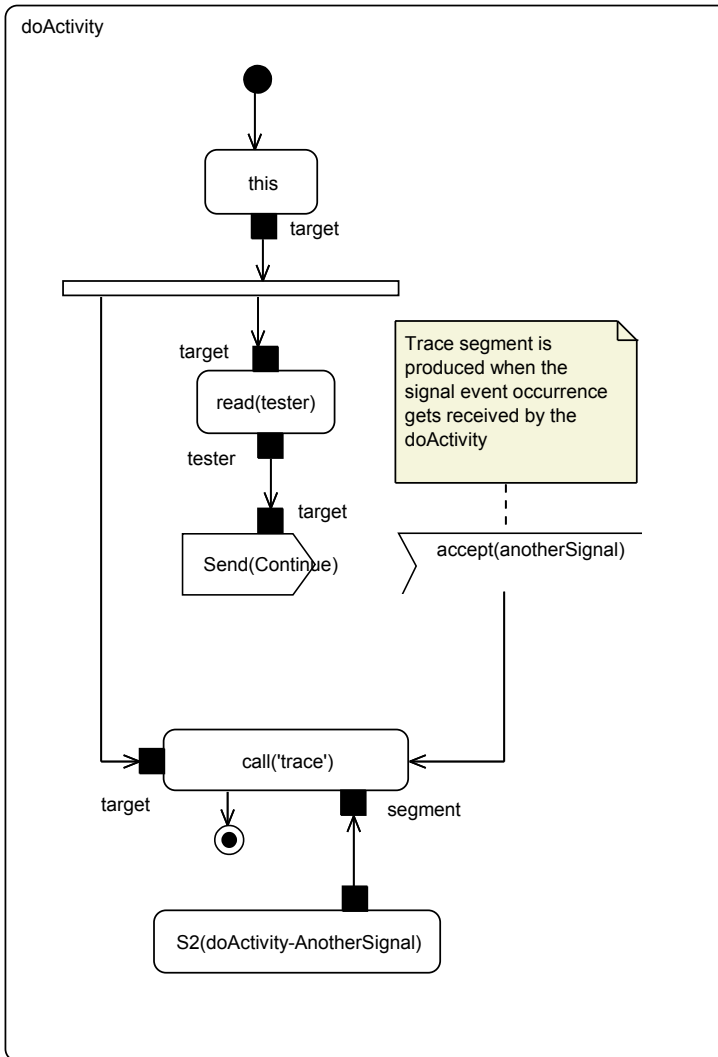 doActivity
this
target
target
read(tester)
tester
target
Send(Continue)
Trace segment is
produced when the
signal event occurrence
gets received by the
doActivity
accept(anotherSignal)
call('trace')
target
segment
S2(doActivity-AnotherSignal)